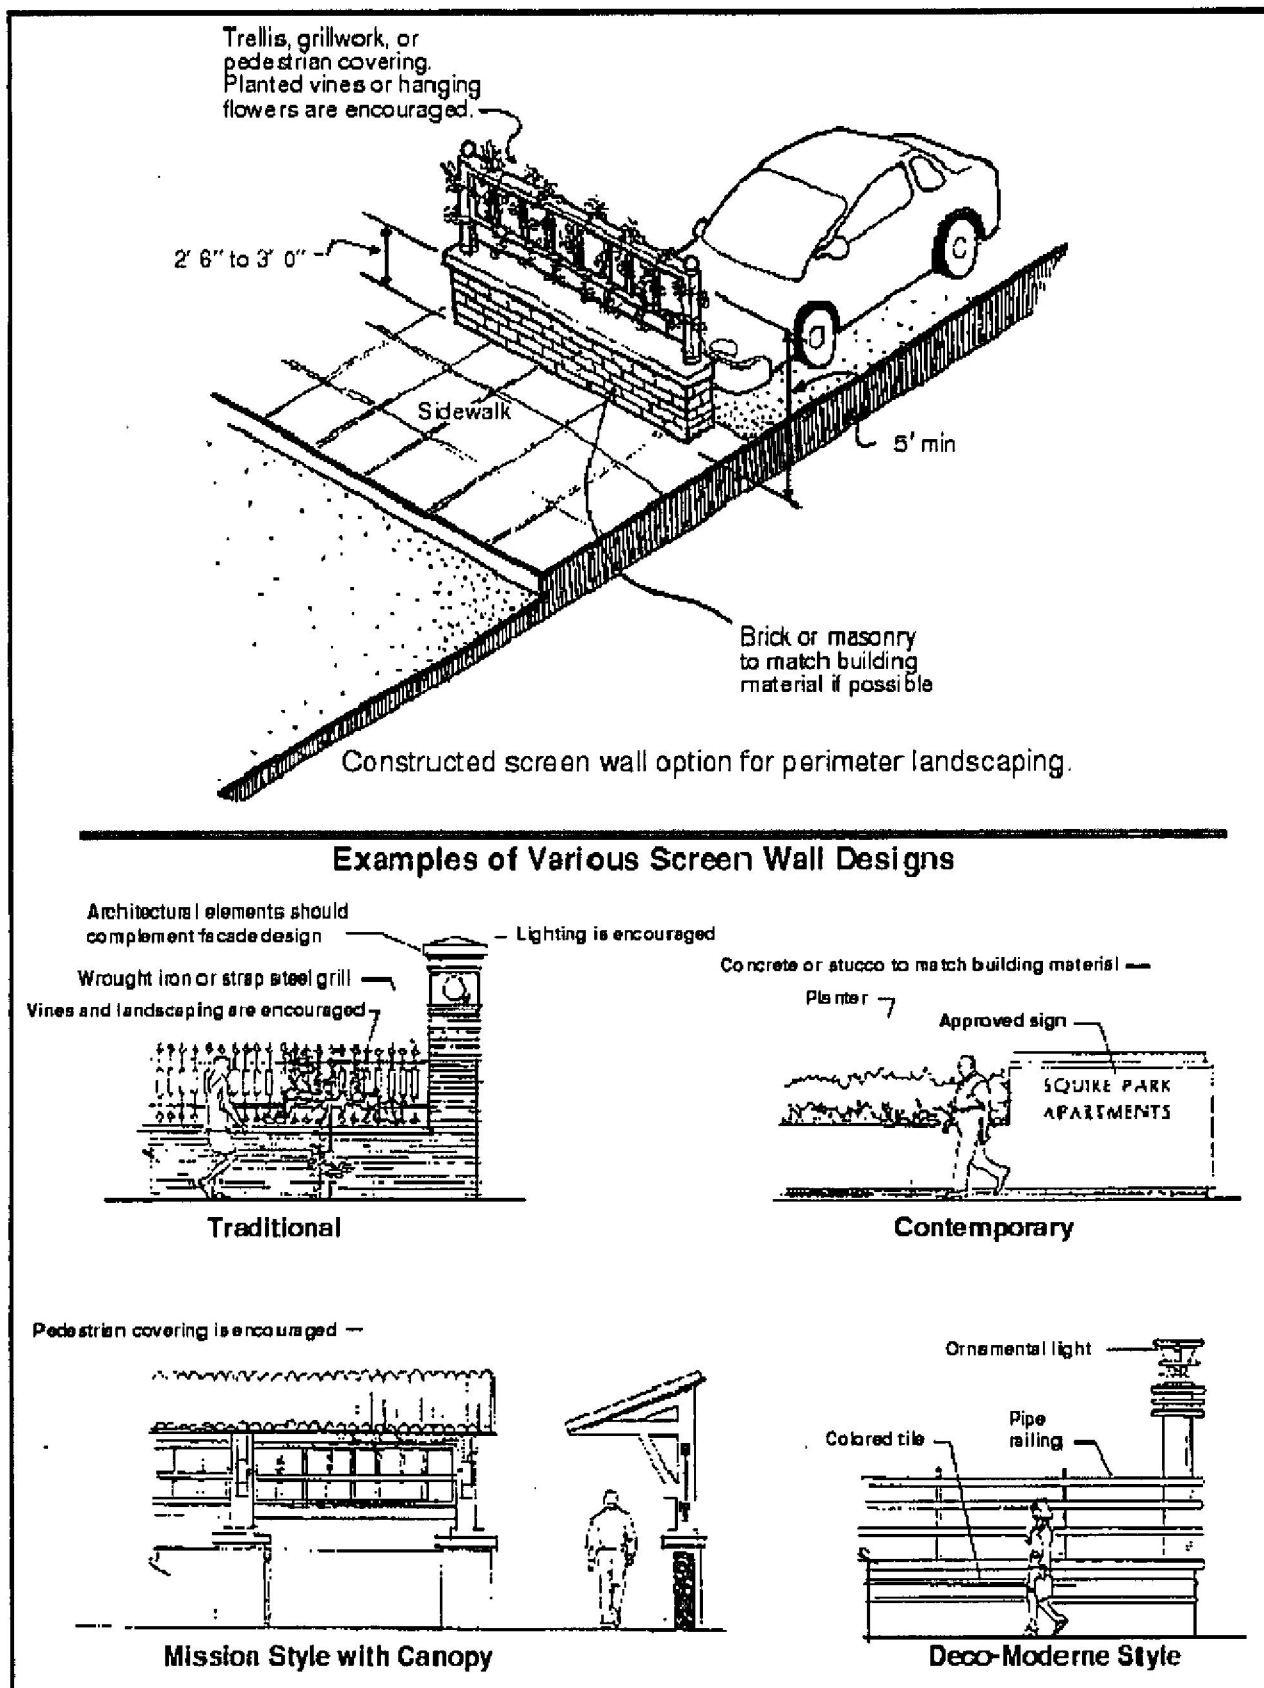 Trellis, grillwork, or
pedestrian covering.
Planted vines or hanging
flowers are encouraged.
2' 6" to 3' 0"
Sidewalk
5' min
Brick or masonry
to match building
material if possible
Constructed screen wall option for perimeter landscaping.
Examples of Various Screen Wall Designs
Architectural elements should
complement facade design
Lighting is encouraged
Wrought iron or strap steel grill
Vines and landscaping are encouraged
Traditional
Concrete or stucco to match building material
Planter
Approved sign
SQUIRE PARK
APARTMENTS
Contemporary
Pedestrian covering is encouraged
Mission Style with Canopy
Ornamental light
Pipe
railing
Colored tile
Deco-Moderne Style